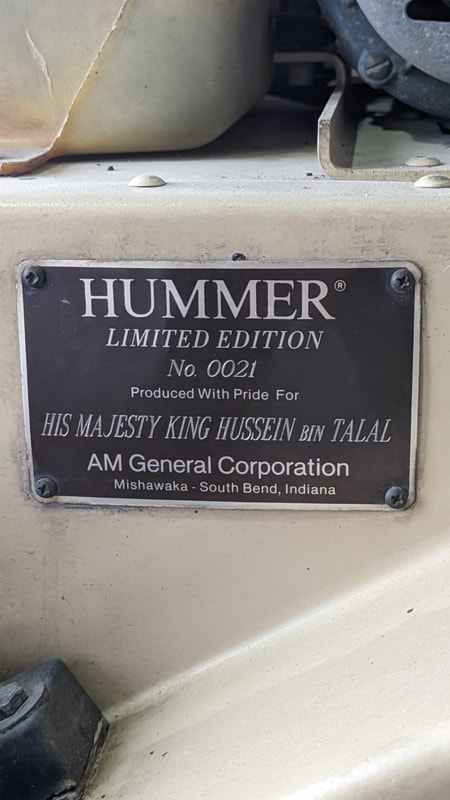 HUMMER®
LIMITED EDITION
No. 0021
Produced With Pride For
HIS MAJESTY KING HUSSEIN BIN TALAL
AM General Corporation
Mishawaka - South Bend, Indiana